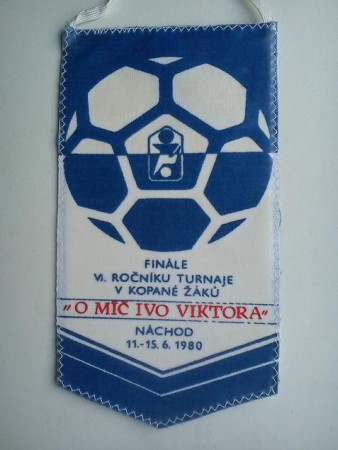 FINÁLE
VI. ROČNÍKU TURNAJE
V KOPANÉ ŽÁKŮ
"O MÍČ IVO VIKTORA"
NÁCHOD
11.-15. 6. 1980